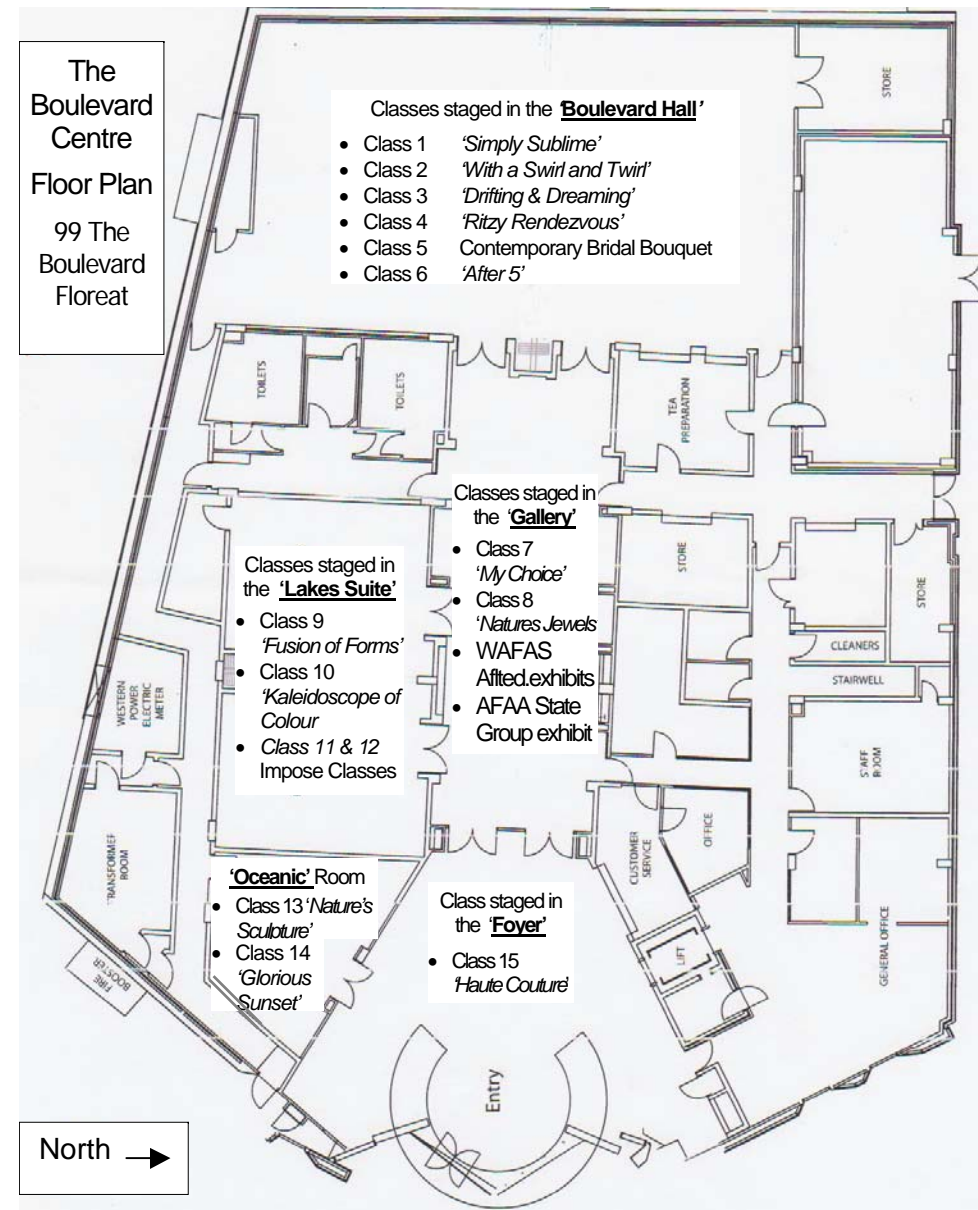 The
Boulevard
Centre
Floor Plan
99 The
Boulevard
Floreat
Classes staged in the 'Boulevard Hall'
• Class 1 'Simply Sublime'
• Class 2 'With a Swirl and Twirl'
• Class 3 'Drifting & Dreaming'
• Class 4 'Ritzy Rendezvous'
• Class 5 Contemporary Bridal Bouquet
• Class 6 'After 5'
STORE
TOILETS
TOILETS
TEA
PREPARATION
Classes staged in
the 'Gallery'
• Class 7
'My Choice'
• Class 8
'Natures Jewels
• WAFAS
Afted.exhibits
• AFAA State
Group exhibit
Classes staged in
the 'Lakes Suite'
• Class 9
'Fusion of Forms'
• Class 10
'Kaleidoscope of
Colour
• Class 11 & 12
Impose Classes
STORE
STORE
CLEANERS
STAIRWELL
STAFF
ROOM
WESTERN
POWER
ELECTRIC
METER
TRANSFORMER
ROOM
FIRE
BOOSTER
'Oceanic' Room
• Class 13 'Nature's
Sculpture'
• Class 14
'Glorious
Sunset'
Class staged in
the 'Foyer'
• Class 15
'Haute Couture'
CUSTOMER
SERVICE
OFFICE
LIFT
GENERAL OFFICE
Entry
North